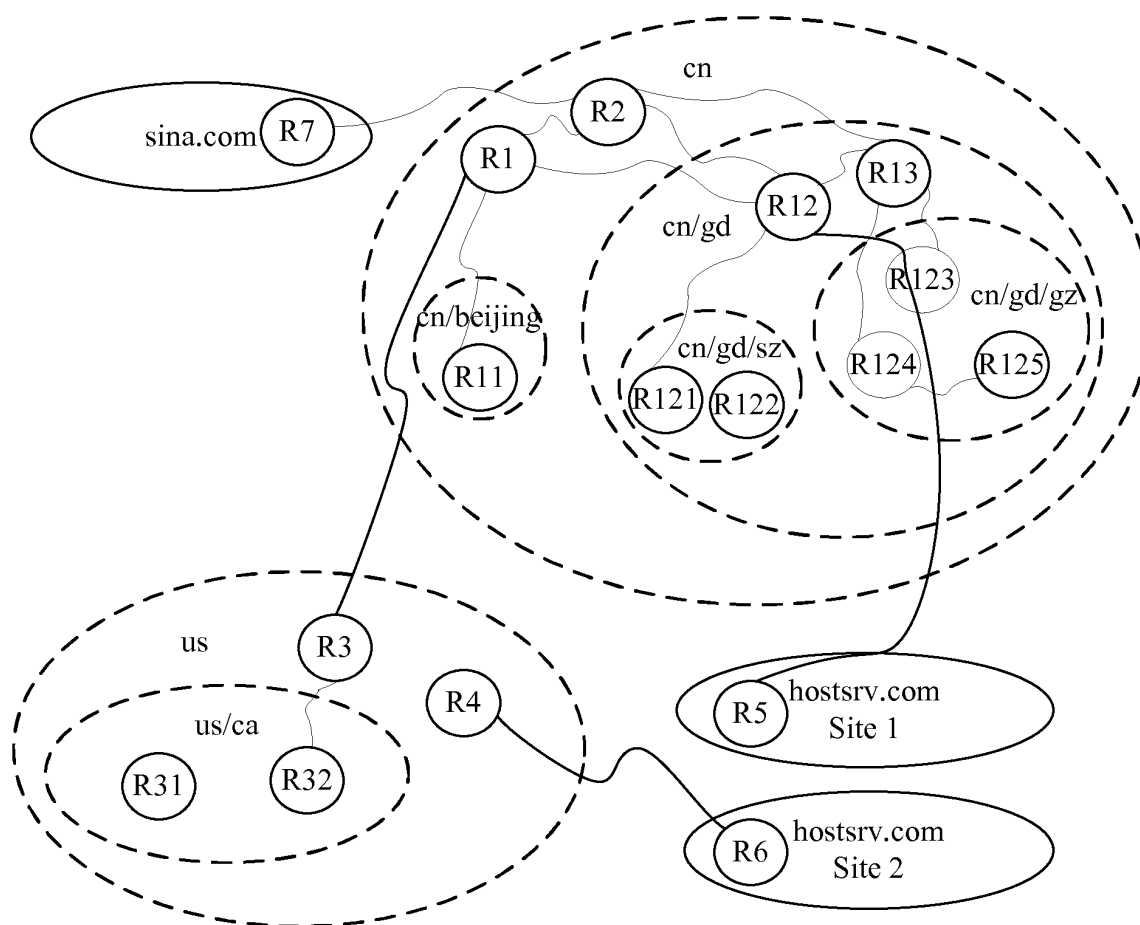 cn
R2
sina.com
R7
R1
R13
R12
cn/gd
R123
cn/gd/gz
cn/beijing
cn/gd/sz
R11
R124
R125
R121
R122
us
R3
R4
us/ca
R31
R32
hostsrv.com
R5
Site 1
hostsrv.com
R6
Site 2